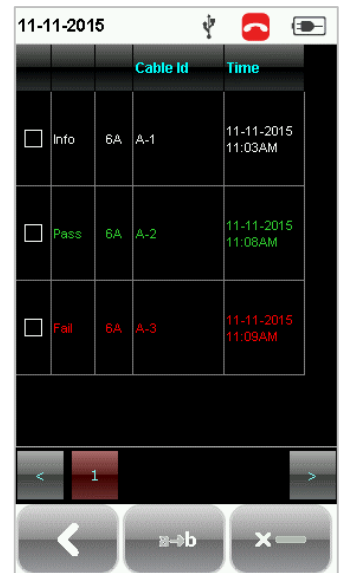 11-11-2015
Cable Id Time
Info 6A A-1 11-11-2015
11:03AM
Pass 6A A-2 11-11-2015
11:08AM
Fail 6A A-3 11-11-2015
11:09AM
< 1 >
b